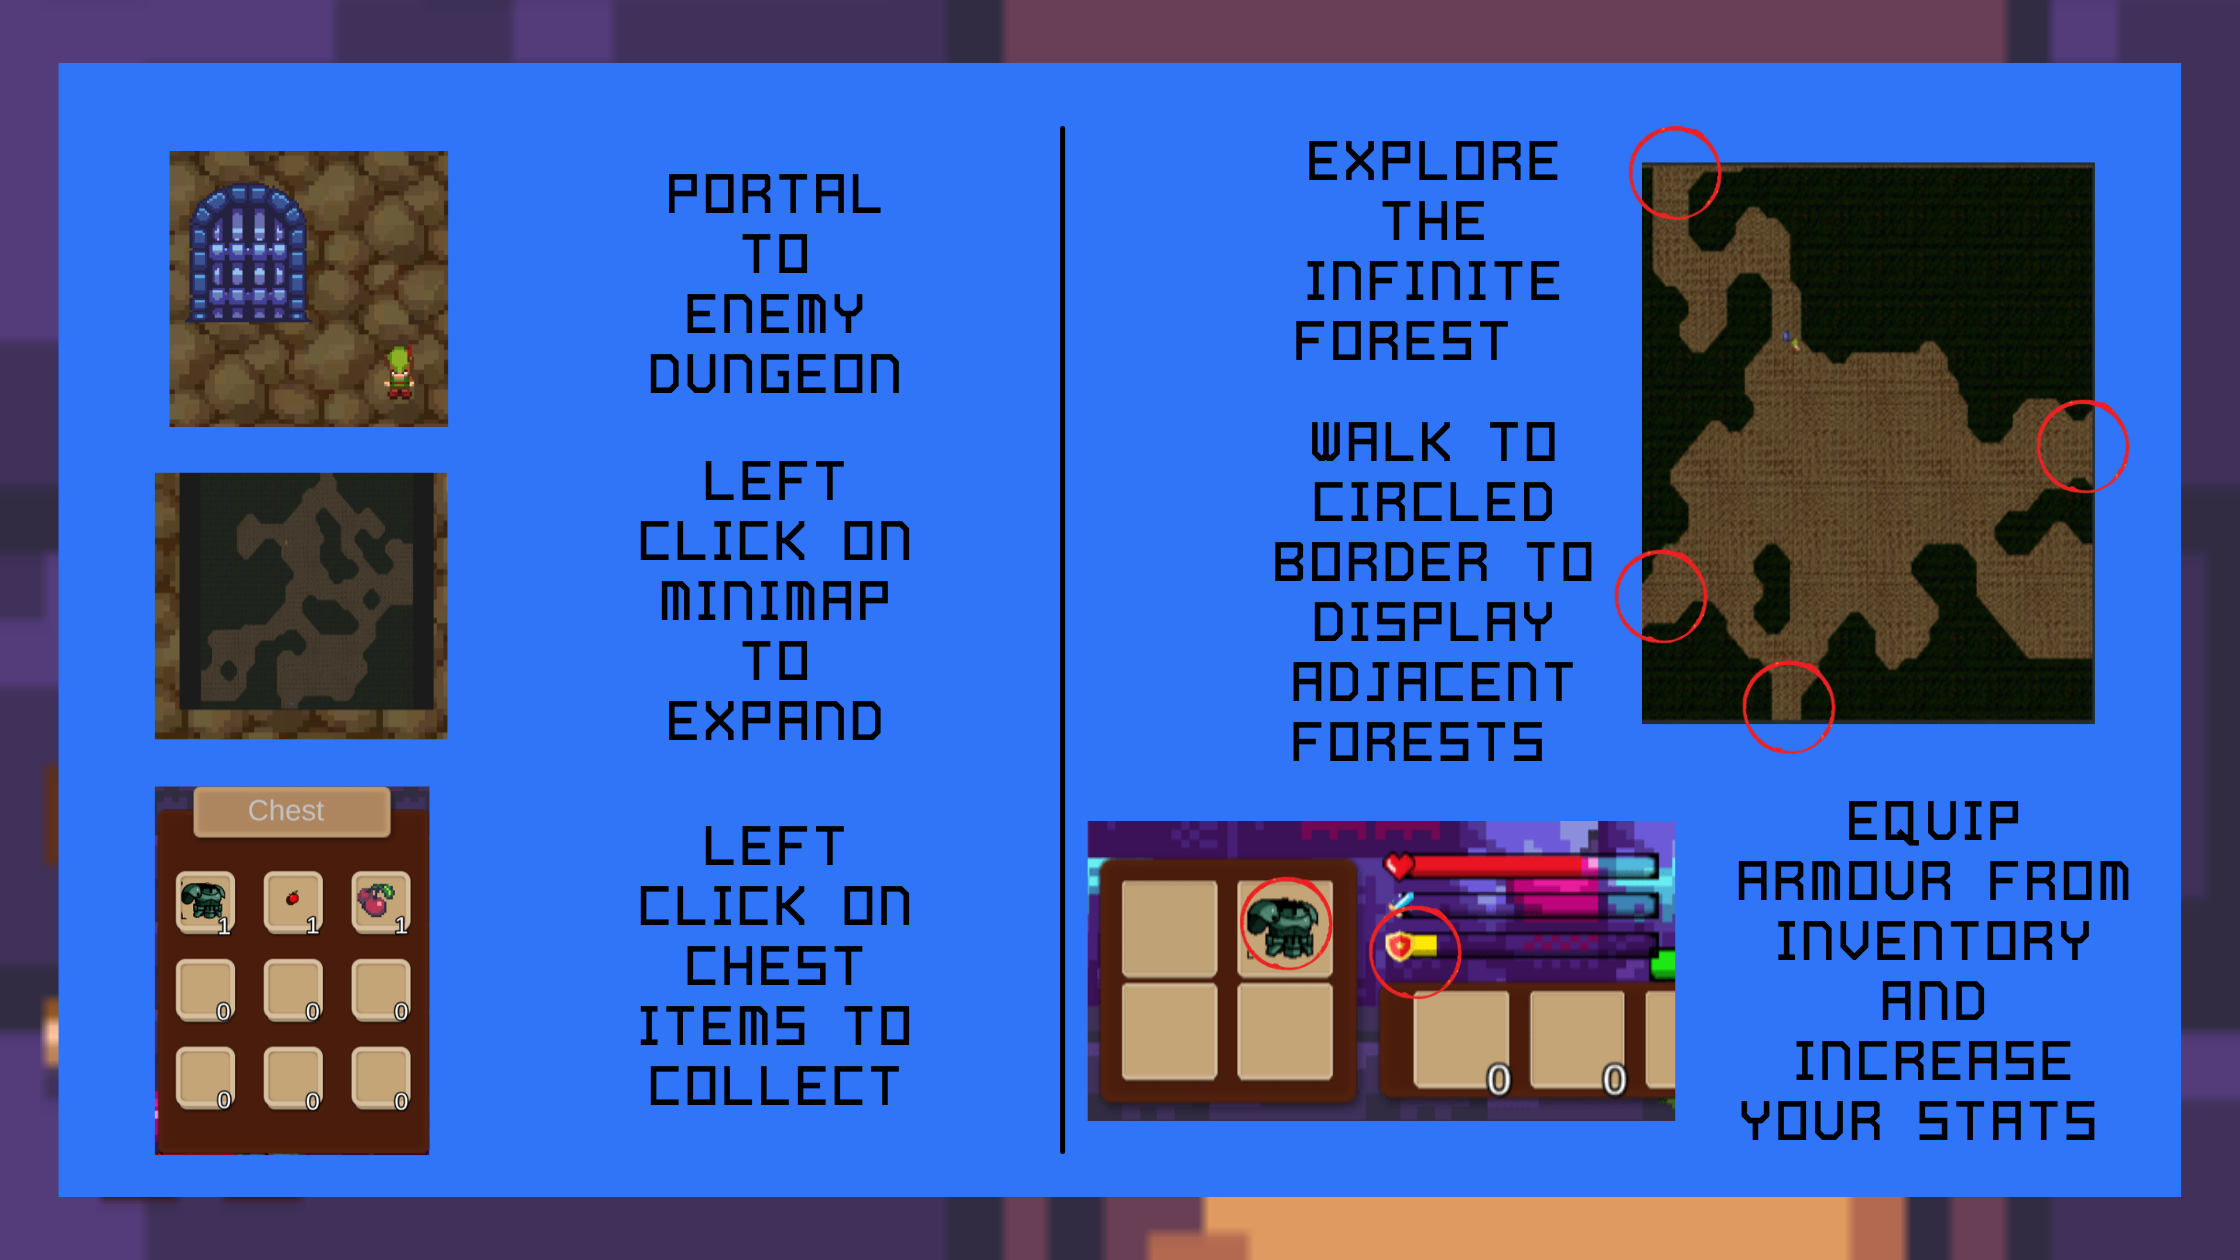 PORTAL
TO
ENEMY
DUNGEON
LEFT
CLICK ON
MINIMAP
TO
EXPAND
Chest
1 1 1
0 0 0
0 0 0
LEFT
CLICK ON
CHEST
ITEMS TO
COLLECT
EXPLORE
THE
INFINITE
FOREST
WALK TO
CIRCLED
BORDER TO
DISPLAY
ADJACENT
FORESTS
0 0
EQUIP
ARMOUR FROM
INVENTORY
AND
INCREASE
YOUR STATS